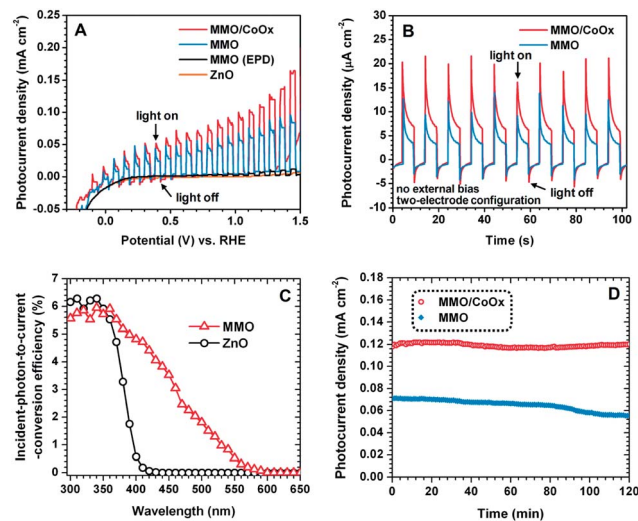 A
MMO/CoOx
MMO
MMO (EPD)
ZnO
light on
light off
Photocurrent density (mA cm-2)
0.25
0.20
0.15
0.10
0.05
0.00
-0.05
0.0
0.5
1.0
1.5
Potential (V) vs. RHE
B
MMO/CoOx
MMO
light on
no external bias
two-electrode configuration
light off
Photocurrent density (μA cm-2)
35
30
25
20
15
10
5
0
-5
-10
0
20
40
60
80
100
Time (s)
C
MMO
ZnO
Incident-photon-to-current
-conversion efficiency (%)
8
7
6
5
4
3
2
1
0
300 350 400 450 500 550 600 650
Wavelength (nm)
D
MMO/CoOx
MMO
Photocurrent density (mA cm-2)
0.18
0.16
0.14
0.12
0.10
0.08
0.06
0.04
0.02
0.00
0 20 40 60 80 100 120
Time (min)